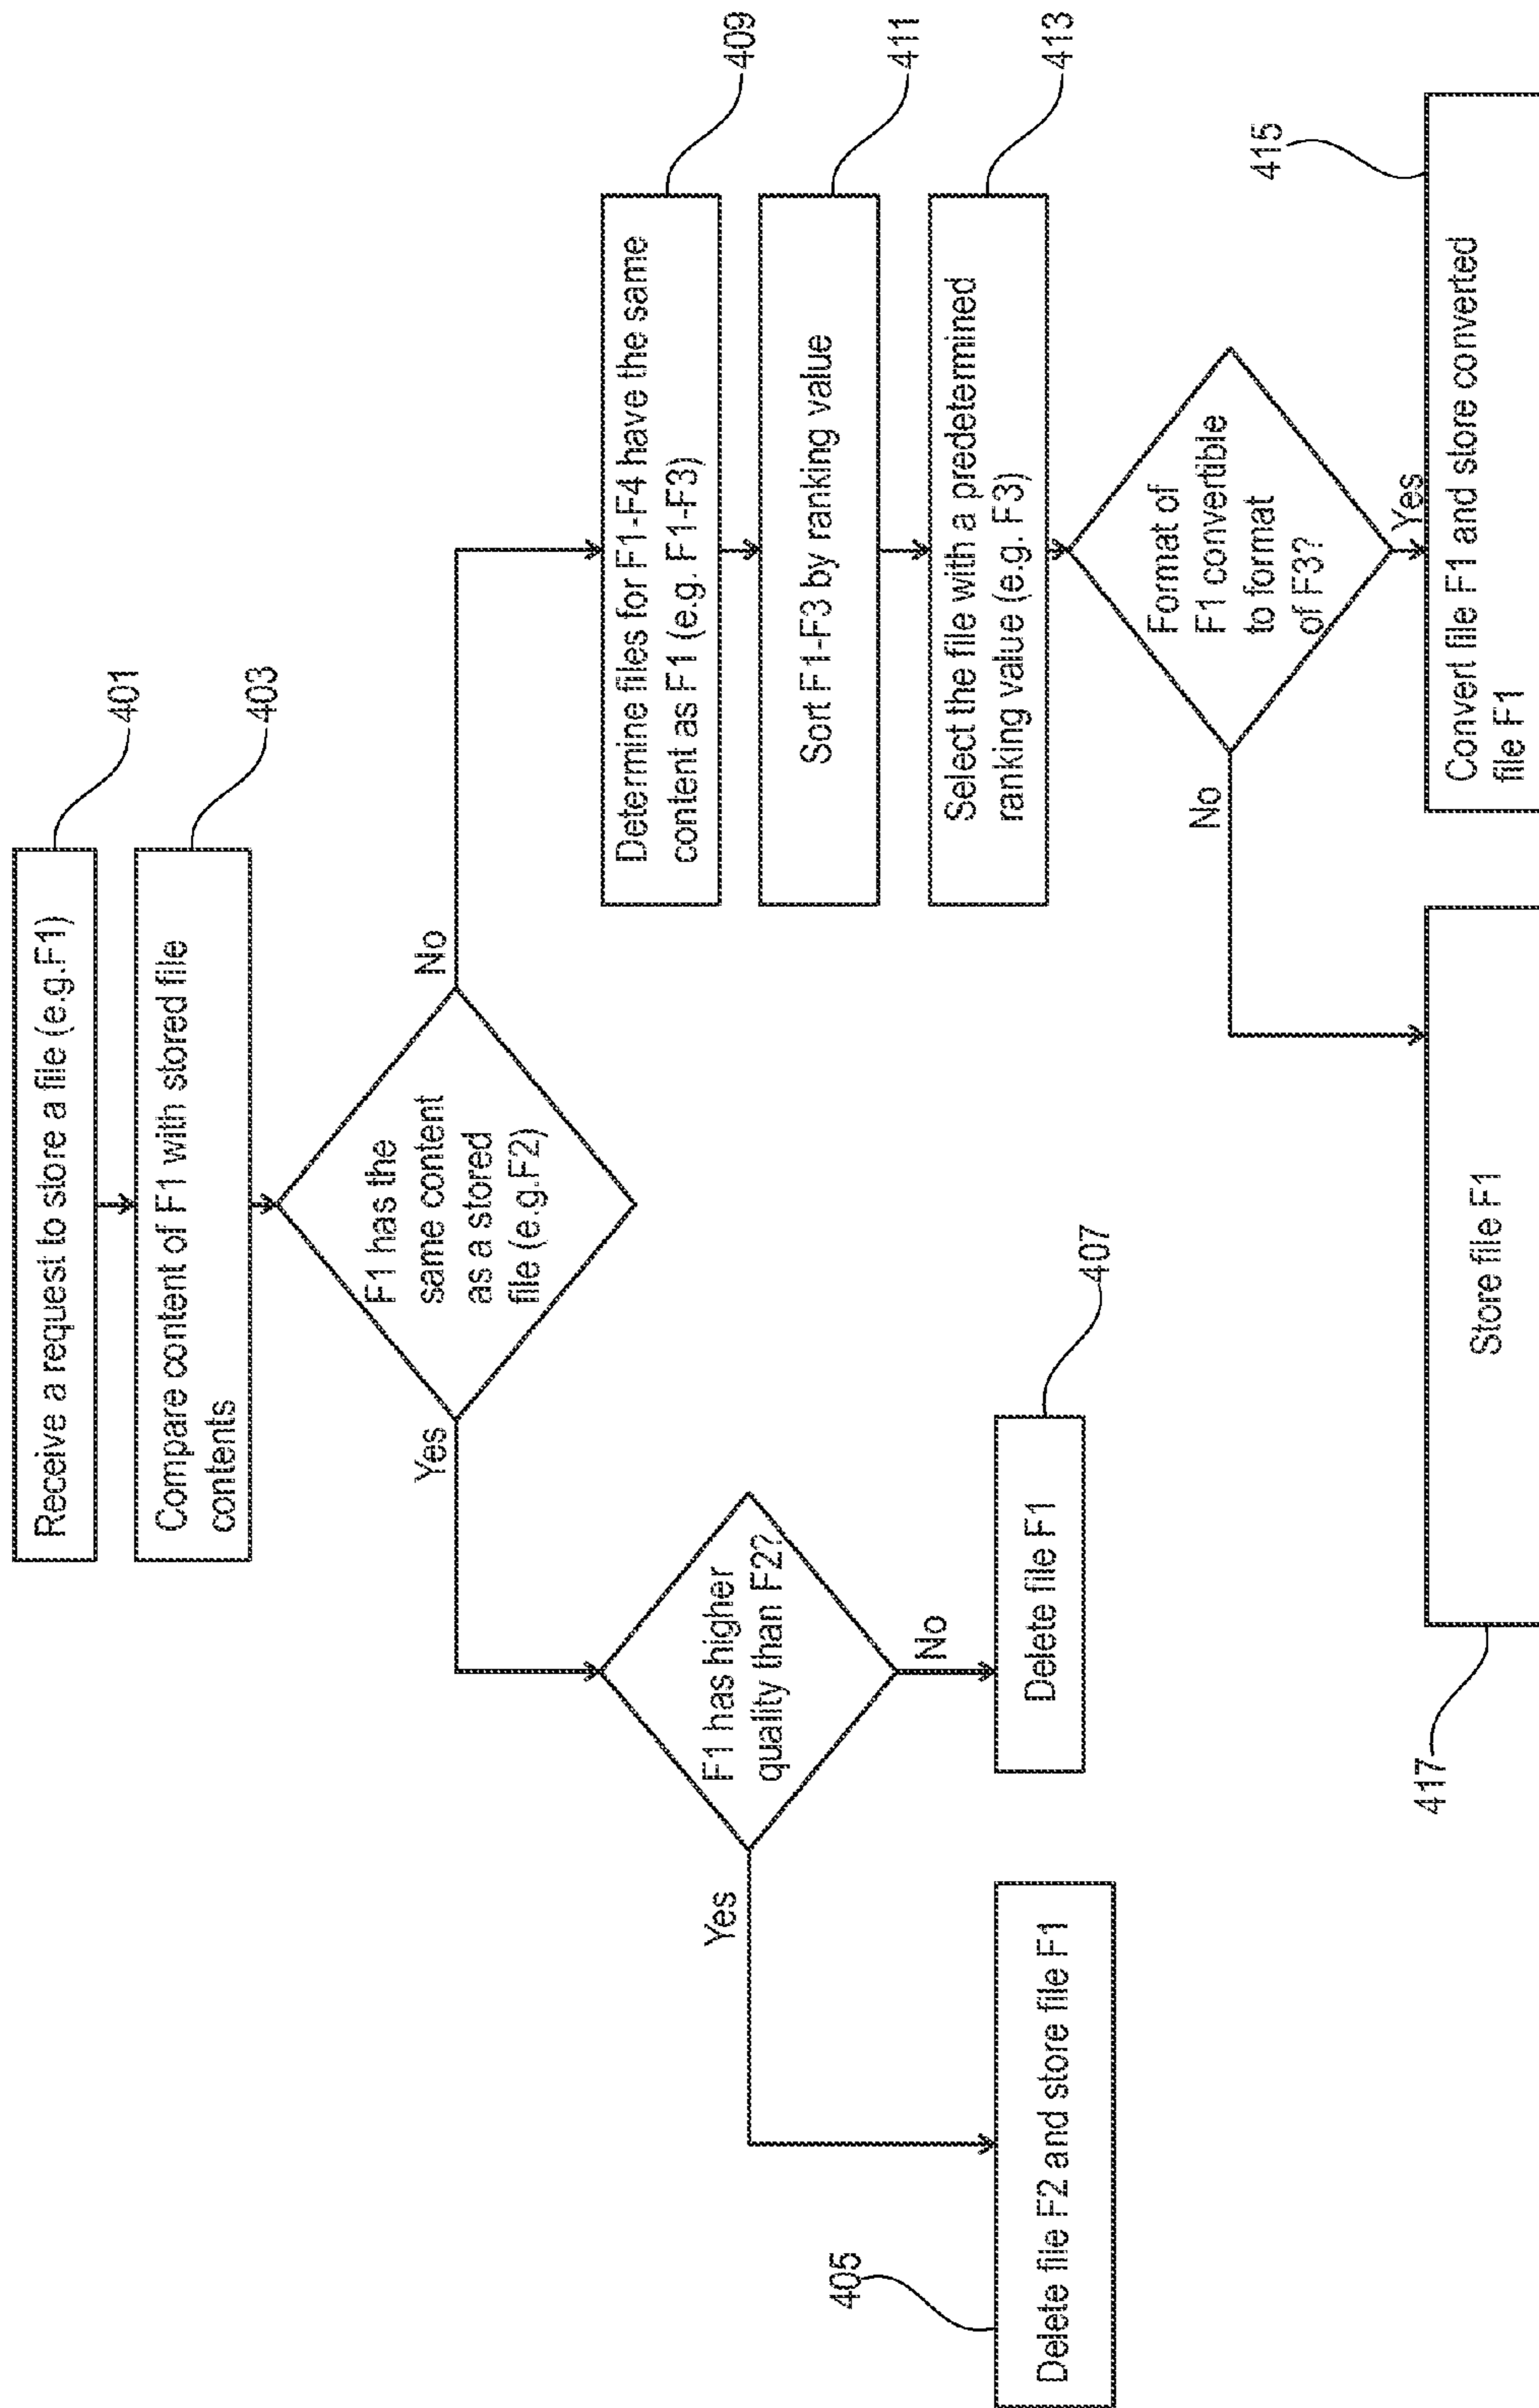 Receive a request to store a file (e.g.F1)
401
Compare content of F1 with stored file
contents
403
F1 has the
same content
as a stored
file (e.g.F2)
Yes
No
F1 has higher
quality than F2?
Yes
No
Delete file F2 and store file F1
405
Delete file F1
407
Determine files for F1-F4 have the same
content as F1 (e.g. F1-F3)
409
Sort F1-F3 by ranking value
411
Select the file with a predetermined
ranking value (e.g. F3)
413
Format of
F1 convertible
to format
of F3?
No
Yes
Convert file F1 and store converted
file F1
415
Store file F1
417